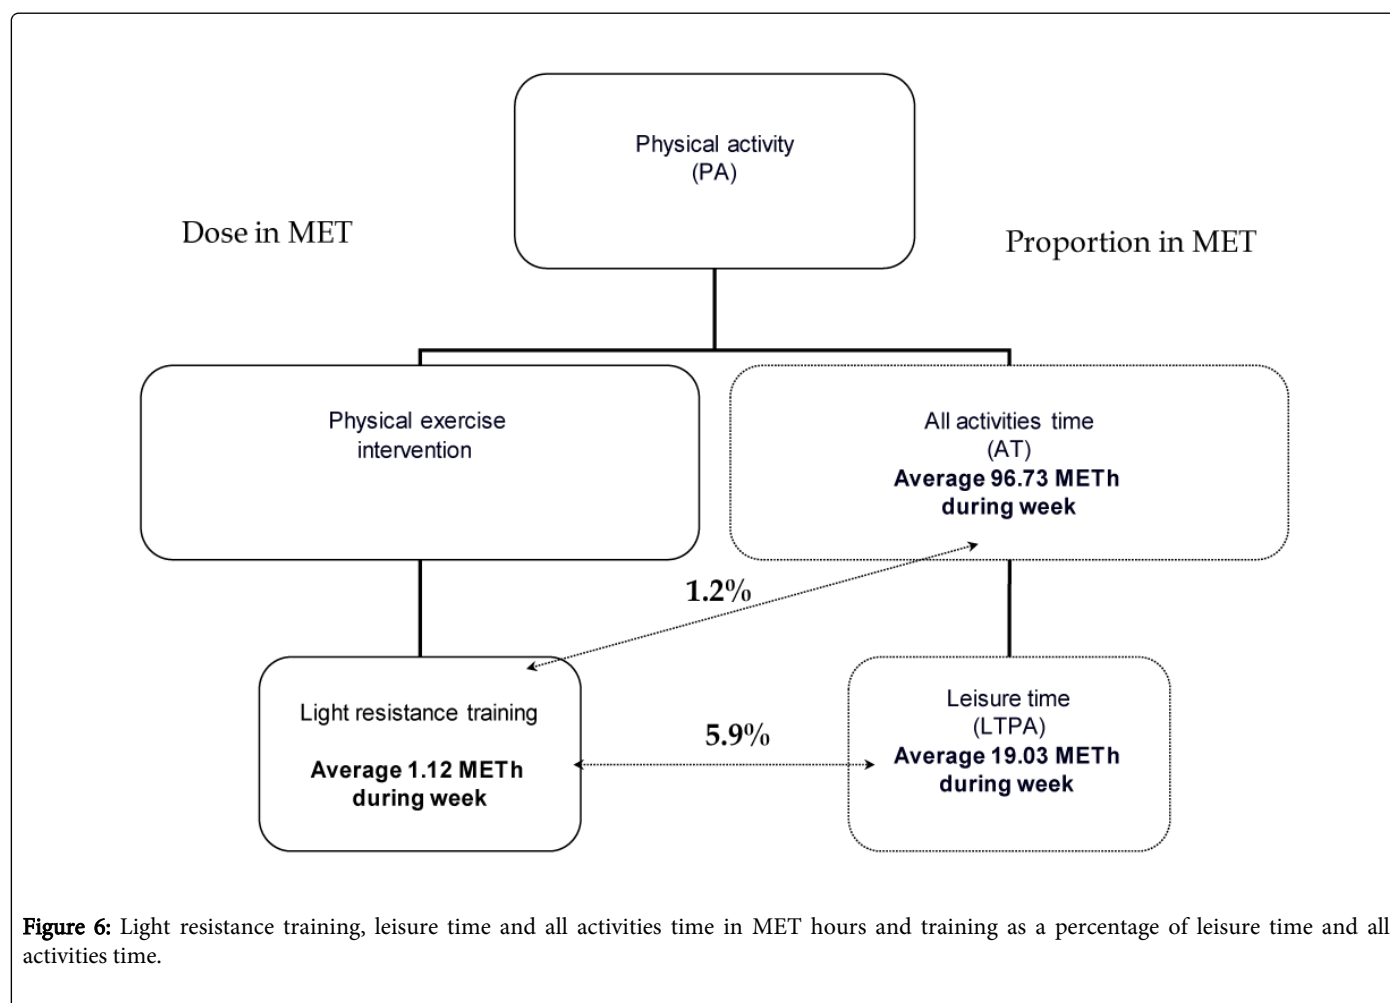 Physical activity
(PA)
Dose in MET
Proportion in MET
Physical exercise
intervention
All activities time
(AT)
Average 96.73 METh
during week
1.2%
Light resistance training
Average 1.12 METh
during week
5.9%
Leisure time
(LTPA)
Average 19.03 METh
during week
Figure 6: Light resistance training, leisure time and all activities time in MET hours and training as a percentage of leisure time and all
activities time.